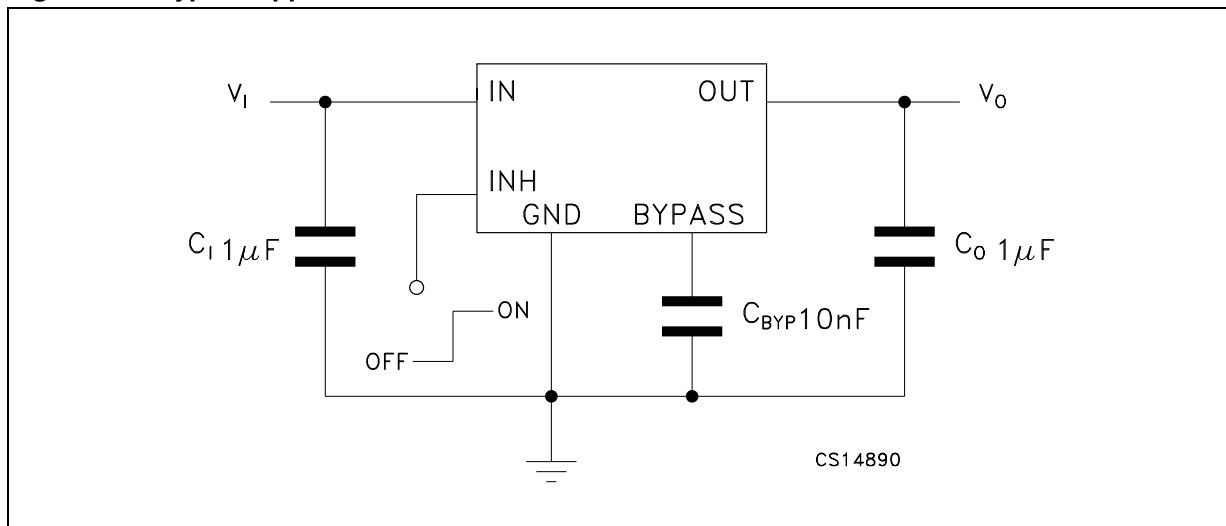 V_I
IN
OUT
V_O
INH
GND
BYPASS
C_I 1μF
C_O 1μF
C_BYP 10nF
ON
OFF
CS14890